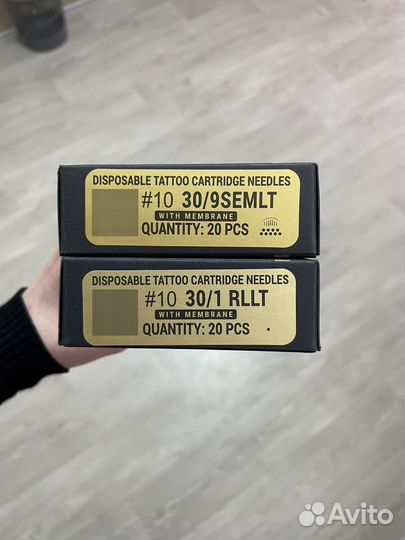 DISPOSABLE TATTOO CARTRIDGE NEEDLES
#10 30/9SEMLT
WITH MEMBRANE
QUANTITY: 20 PCS
DISPOSABLE TATTOO CARTRIDGE NEEDLES
#10 30/1 RLLT
WITH MEMBRANE
QUANTITY: 20 PCS
Avito